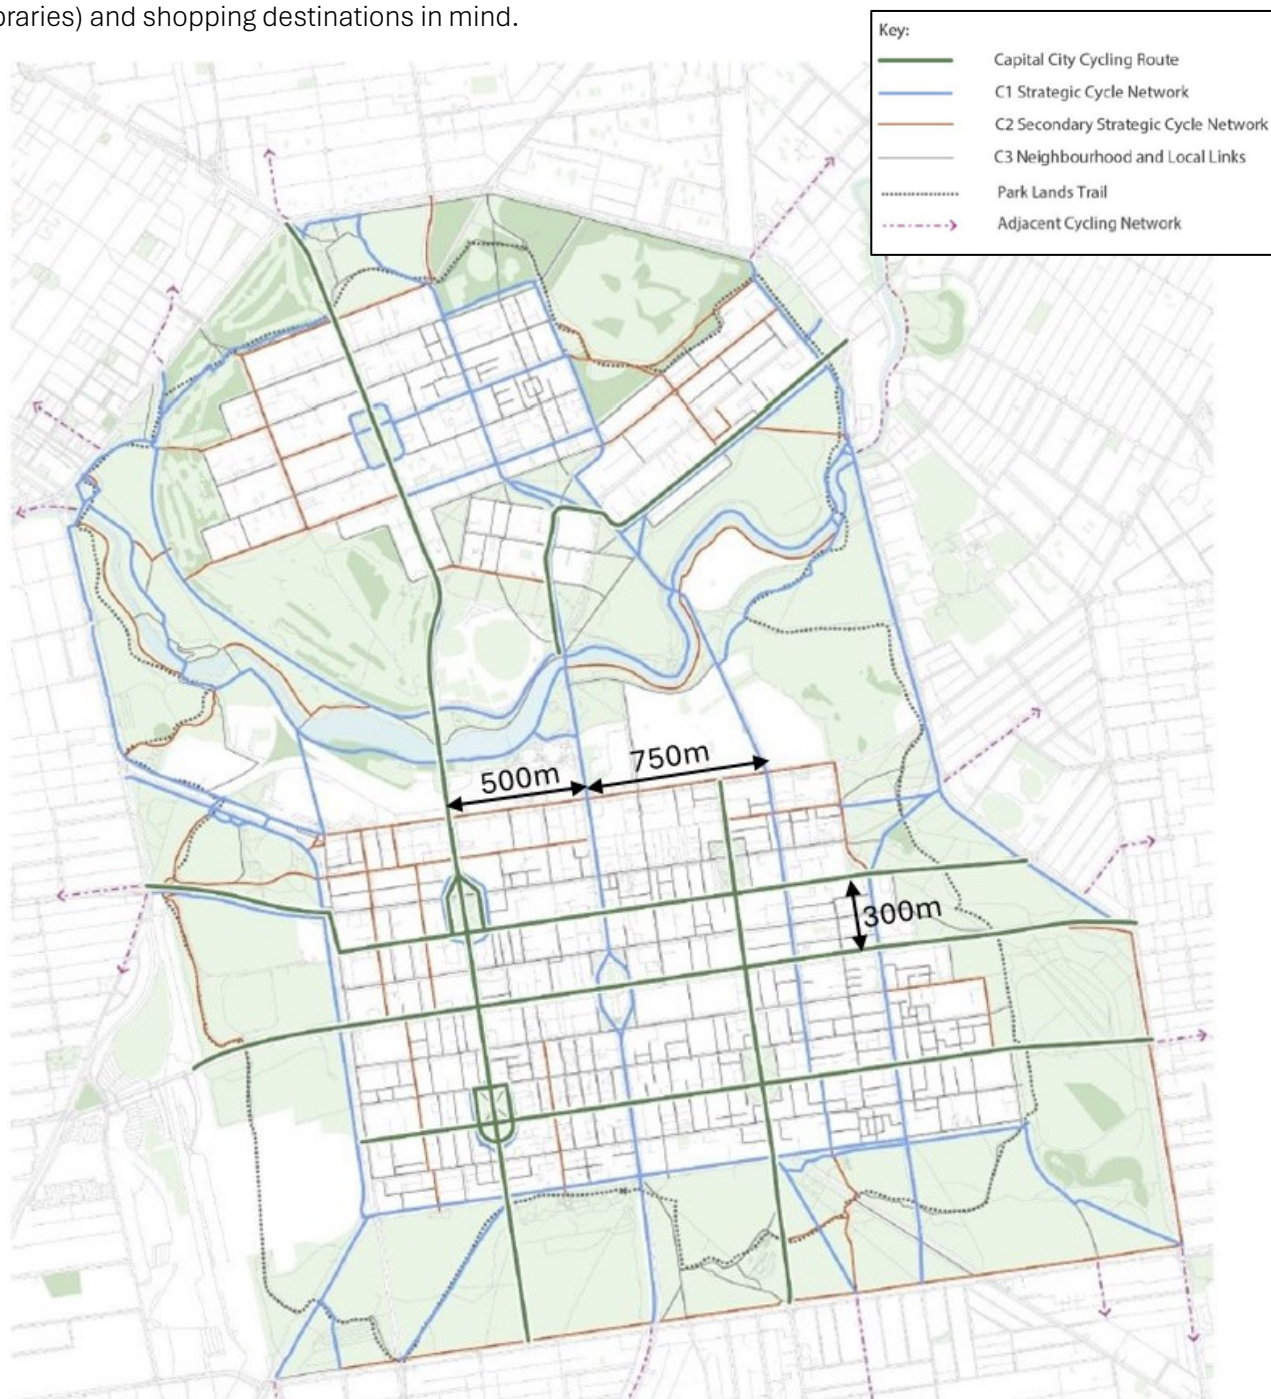 oraries) and shopping destinations in mind.
Key:
Capital City Cycling Route
C1 Strategic Cycle Network
C2 Secondary Strategic Cycle Network
C3 Neighbourhood and Local Links
Park Lands Trail
Adjacent Cycling Network
750m
500m
300m